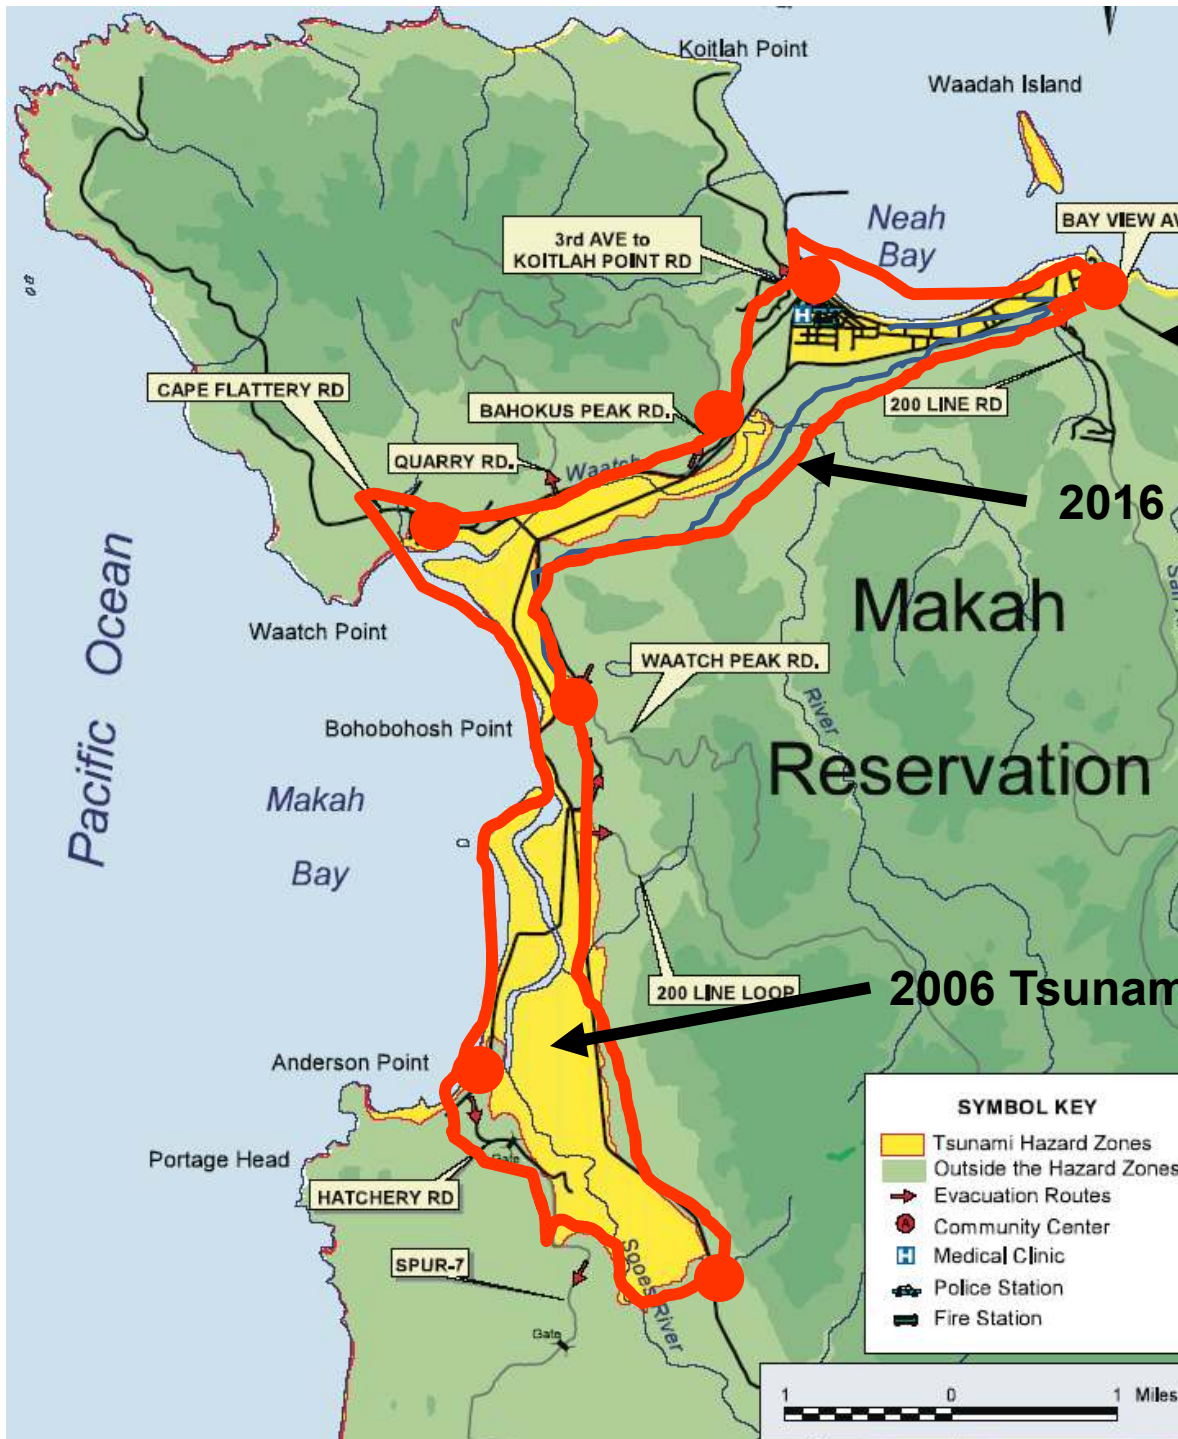 Koitlah Point
Waadah Island
Neah
Bay
BAY VIEW AV
3rd AVE to
KOITLAH POINT RD
H
CAPE FLATTERY RD
BAHOKUS PEAK RD.
200 LINE RD
QUARRY RD.
Waatch
2016
Pacific Ocean
Makah
Waatch Point
WAATCH PEAK RD.
River
Bohobohosh Point
Reservation
Makah
Bay
200 LINE LOOP
2006 Tsunam
Anderson Point
Portage Head
Gate
HATCHERY RD
SPUR-7
Sooes River
Gate
SYMBOL KEY
Tsunami Hazard Zones
Outside the Hazard Zones
Evacuation Routes
A Community Center
H Medical Clinic
Police Station
Fire Station
1 0 1 Miles